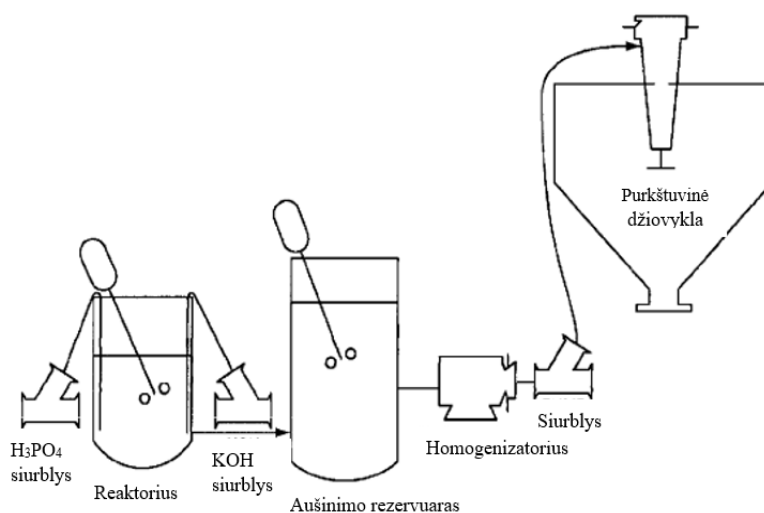 Purkštuvinė
džiovykla
H₃PO₄
siurblys
Reaktorius
KOH
siurblys
Aušinimo rezervuaras
Homogenizatorius
Siurblys